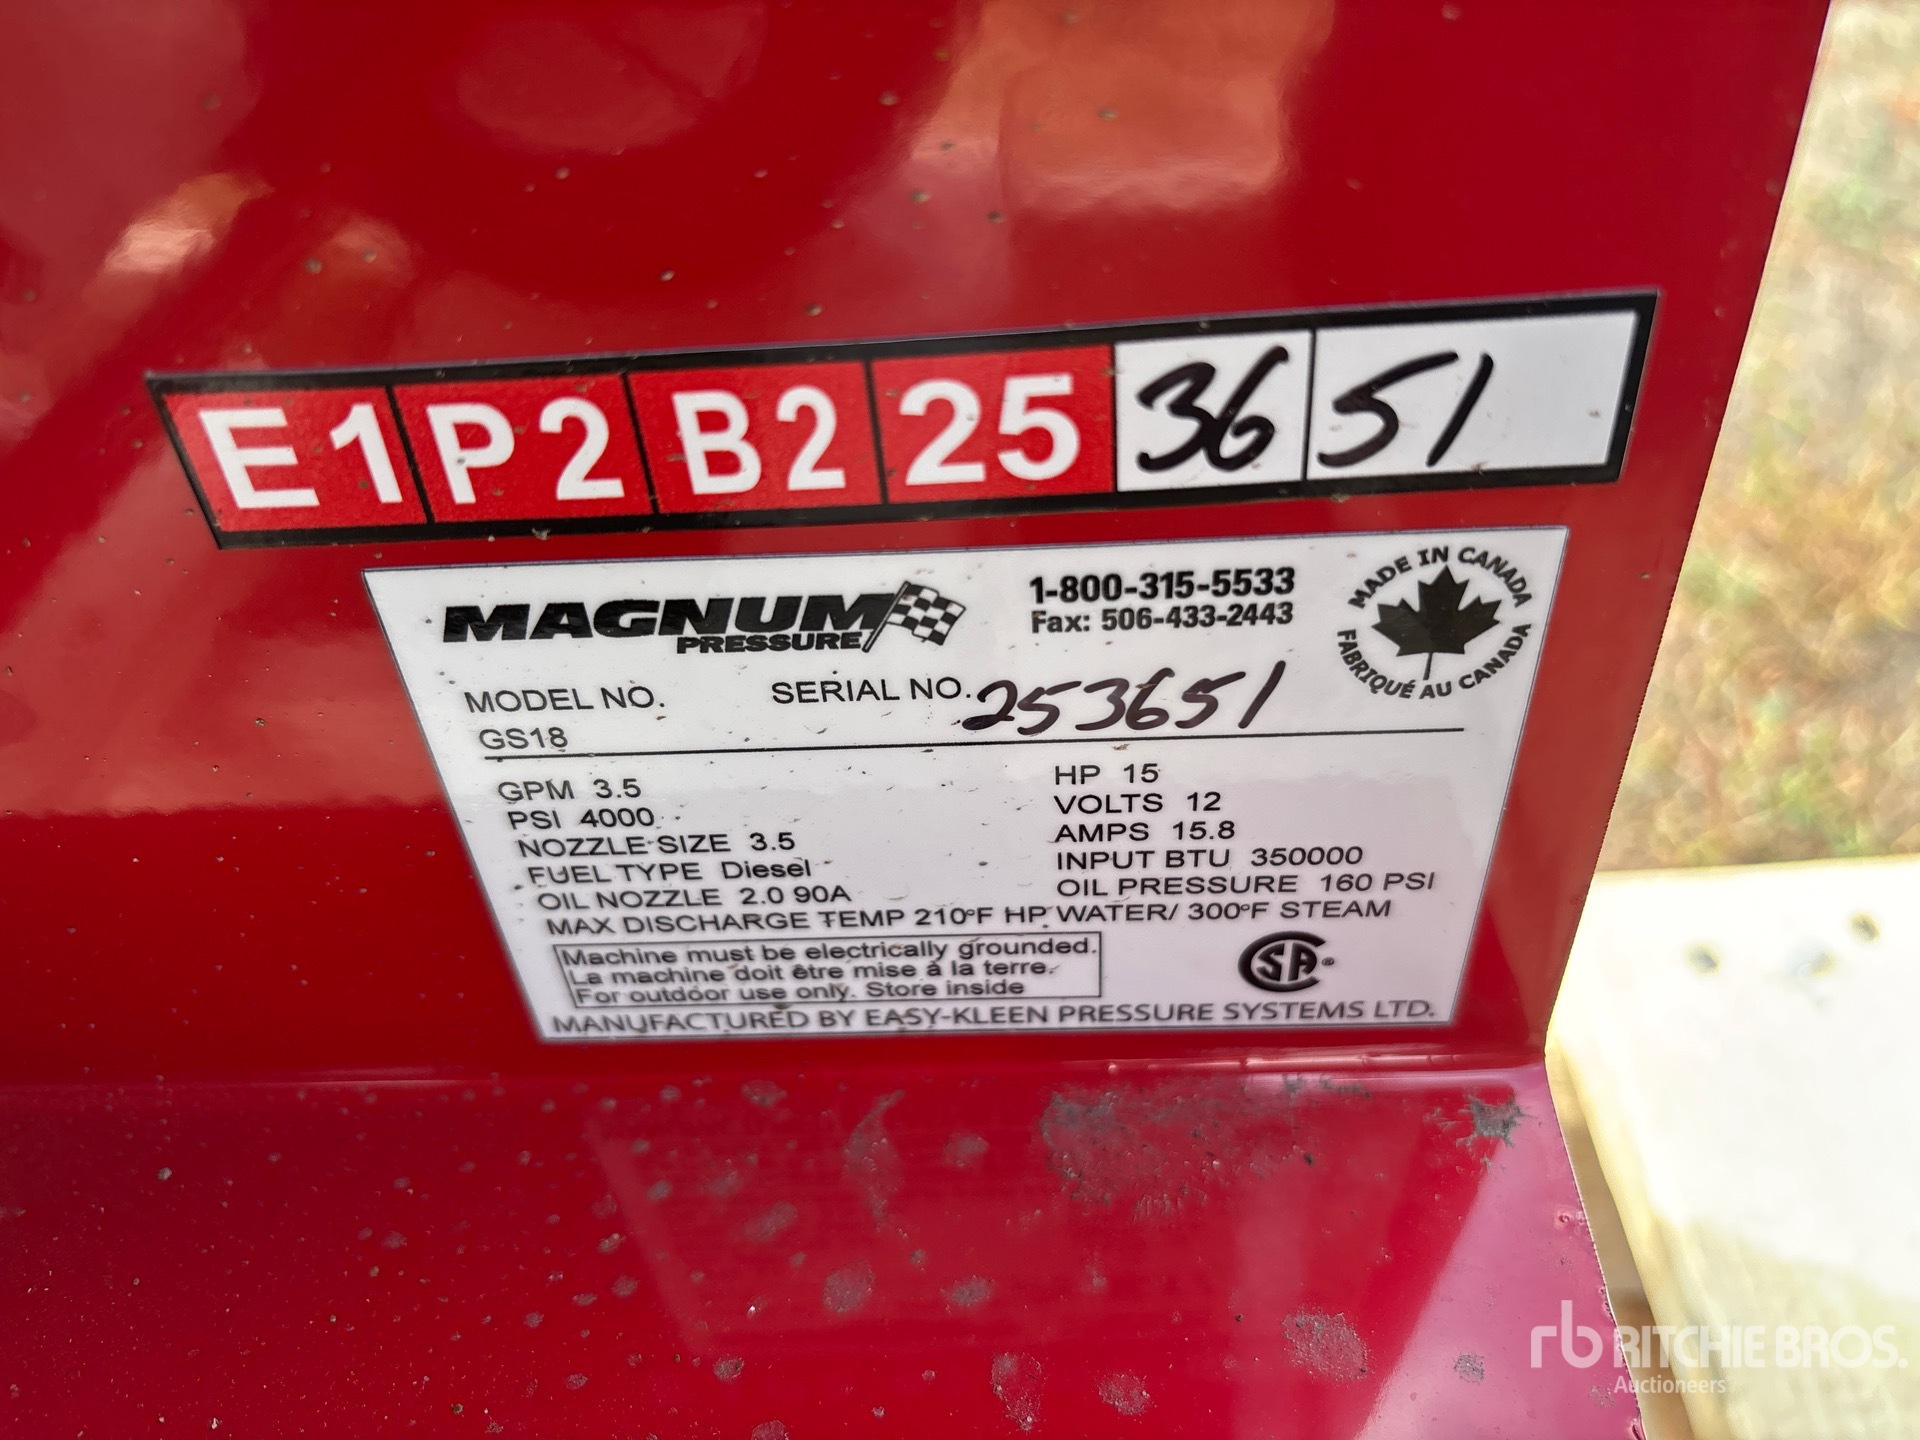 E1 P2 B2 25 36 51
MAGNUM
PRESSURE
1-800-315-5533
Fax: 506-433-2443
MADE IN CANADA
FABRIQUÉ AU CANADA
MODEL NO.
GS18
SERIAL NO. 253651
GPM 3.5
PSI 4000
NOZZLE SIZE 3.5
FUEL TYPE Diesel
OIL NOZZLE 2.0 90A
HP 15
VOLTS 12
AMPS 15.8
INPUT BTU 350000
OIL PRESSURE 160 PSI
MAX DISCHARGE TEMP 210°F HP WATER/ 300°F STEAM
Machine must be electrically grounded.
La machine doit être mise à la terre.
For outdoor use only. Store inside
CSA®
MANUFACTURED BY EASY-KLEEN PRESSURE SYSTEMS LTD.
rb RITCHIE BROS.
Auctioneers